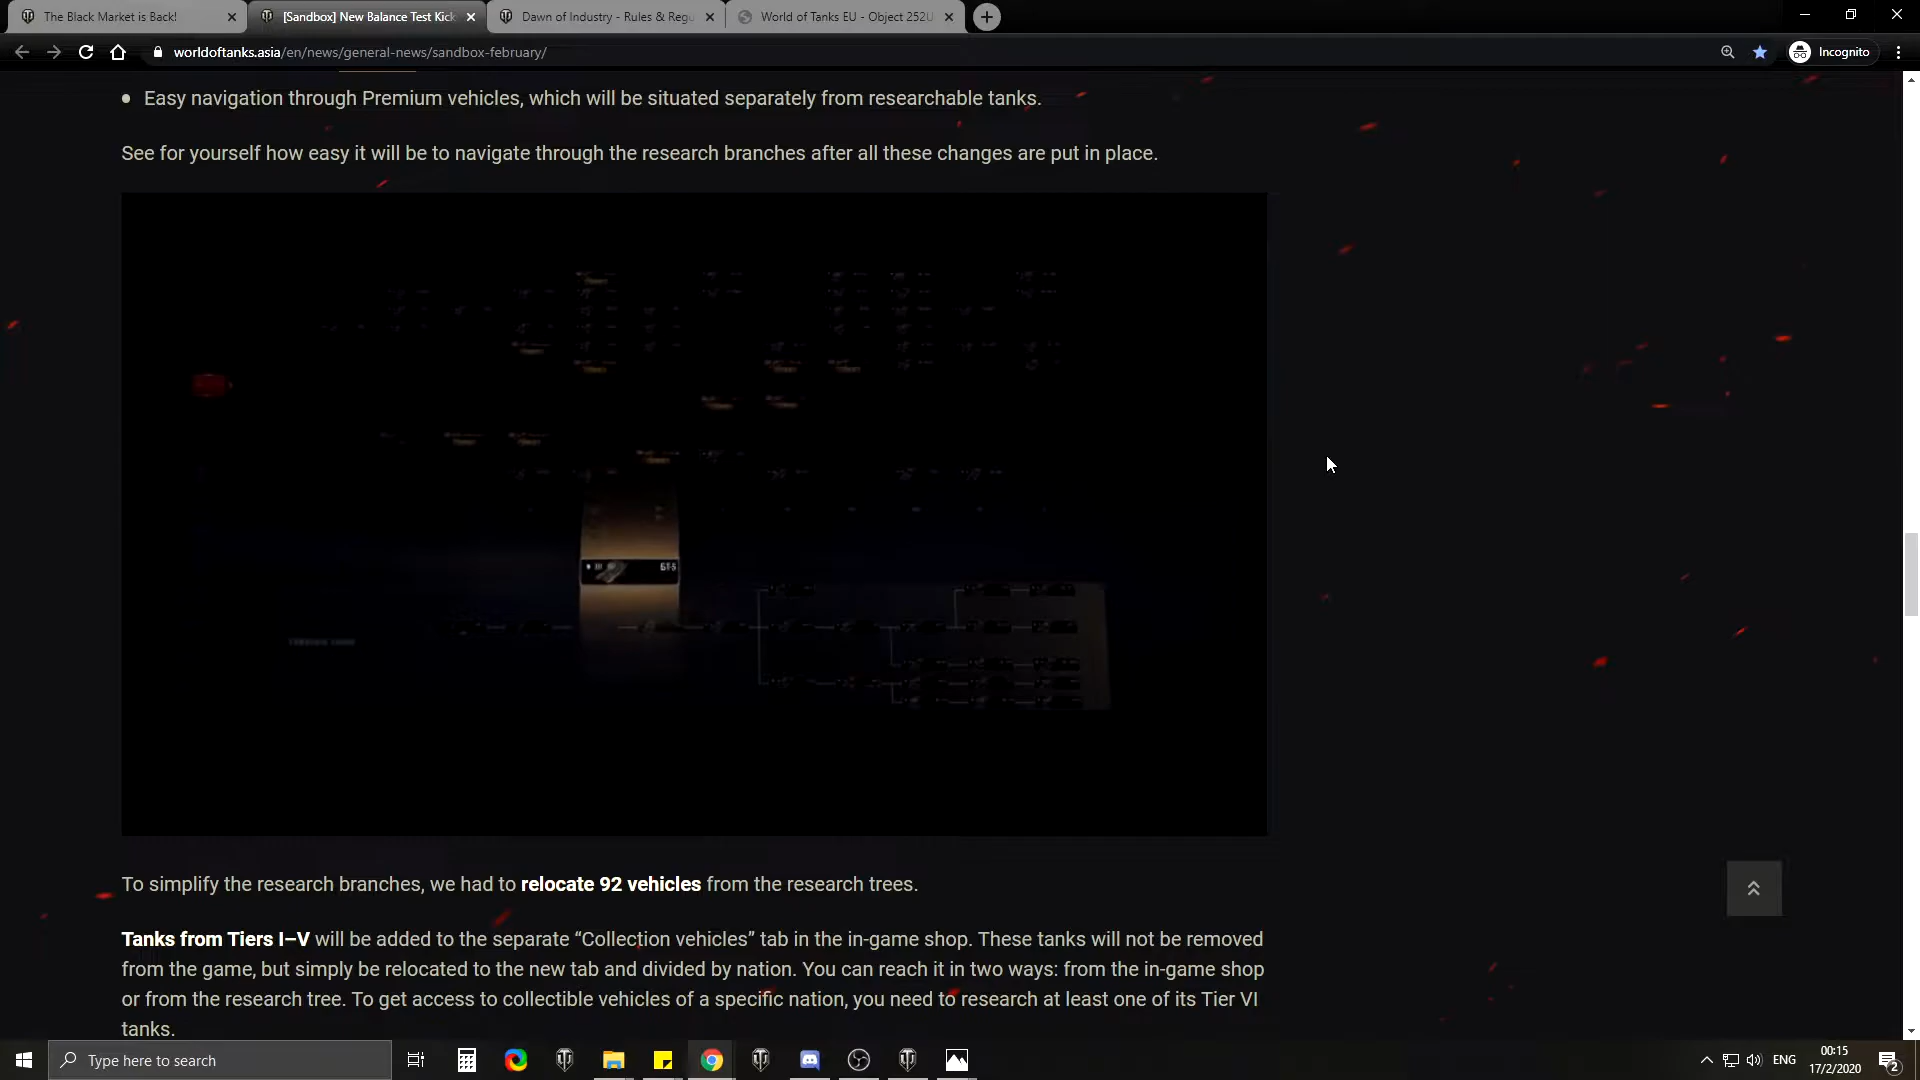 The Black Market is Back!
[Sandbox] New Balance Test Kick
Dawn of Industry - Rules & Regu
World of Tanks EU - Object 252U
worldoftanks.asia/en/news/general-news/sandbox-february/
Incognito
Easy navigation through Premium vehicles, which will be situated separately from researchable tanks.
See for yourself how easy it will be to navigate through the research branches after all these changes are put in place.
БТ-5
To simplify the research branches, we had to relocate 92 vehicles from the research trees.
Tanks from Tiers I–V will be added to the separate “Collection vehicles” tab in the in-game shop. These tanks will not be removed
from the game, but simply be relocated to the new tab and divided by nation. You can reach it in two ways: from the in-game shop
or from the research tree. To get access to collectible vehicles of a specific nation, you need to research at least one of its Tier VI
tanks.
Type here to search
ENG
00:15
17/2/2020
2